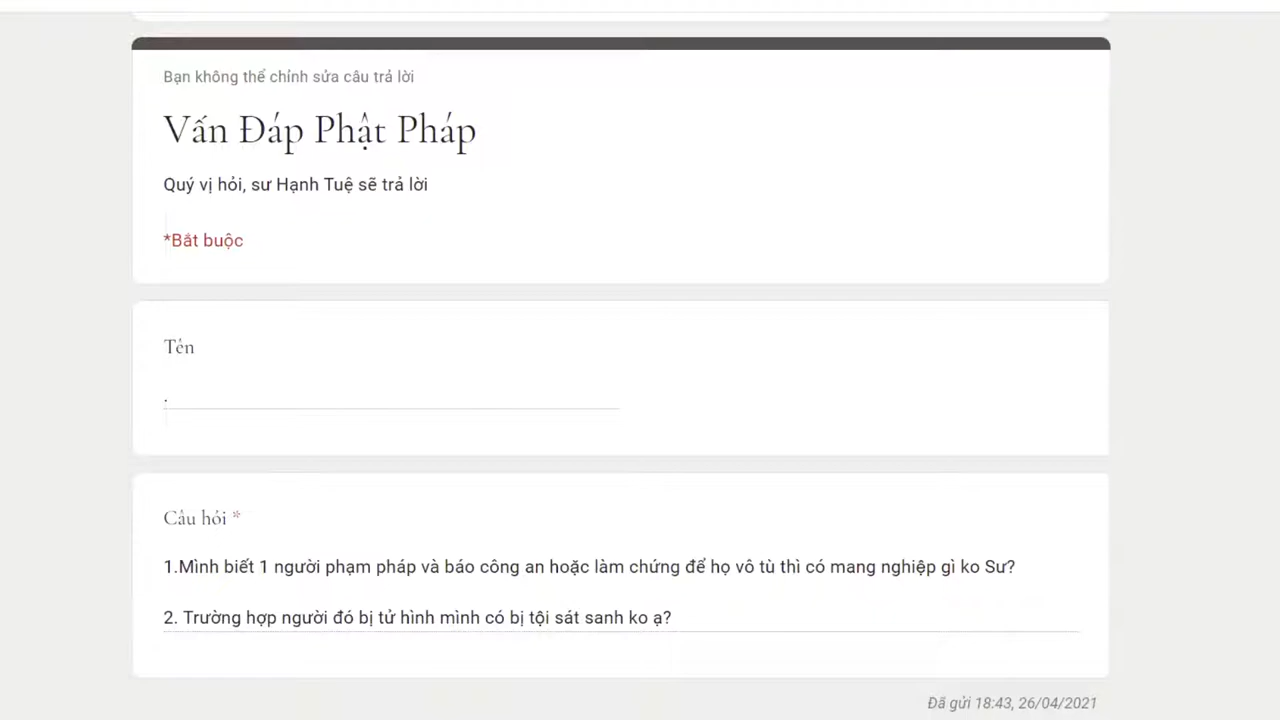 Bạn không thể chỉnh sửa câu trả lời
Vấn Đáp Phật Pháp
Quý vị hỏi, sư Hạnh Tuệ sẽ trả lời
*Bắt buộc
Tên
.
Câu hỏi *
1.Mình biết 1 người phạm pháp và báo công an hoặc làm chứng để họ vô tù thì có mang nghiệp gì ko Sư?
2. Trường hợp người đó bị tử hình mình có bị tội sát sanh ko ạ?
Đã gửi 18:43, 26/04/2021